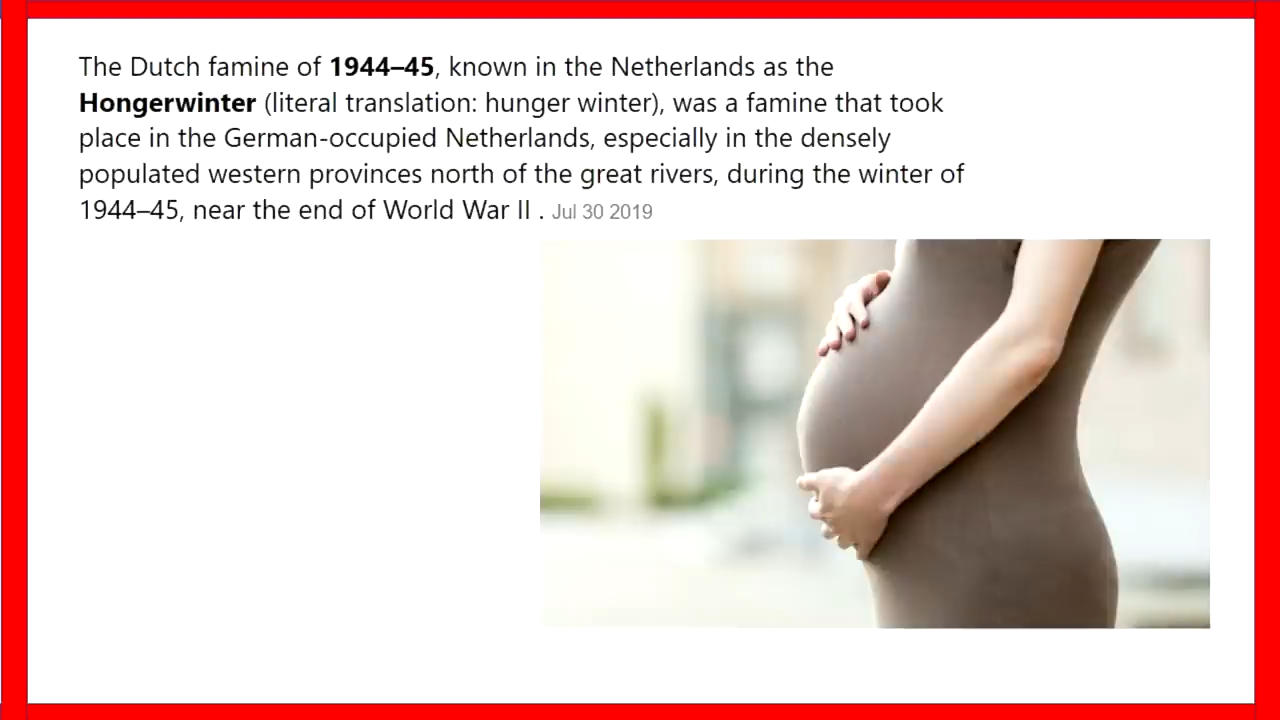 The Dutch famine of 1944–45, known in the Netherlands as the
Hongerwinter (literal translation: hunger winter), was a famine that took
place in the German-occupied Netherlands, especially in the densely
populated western provinces north of the great rivers, during the winter of
1944–45, near the end of World War II . Jul 30 2019